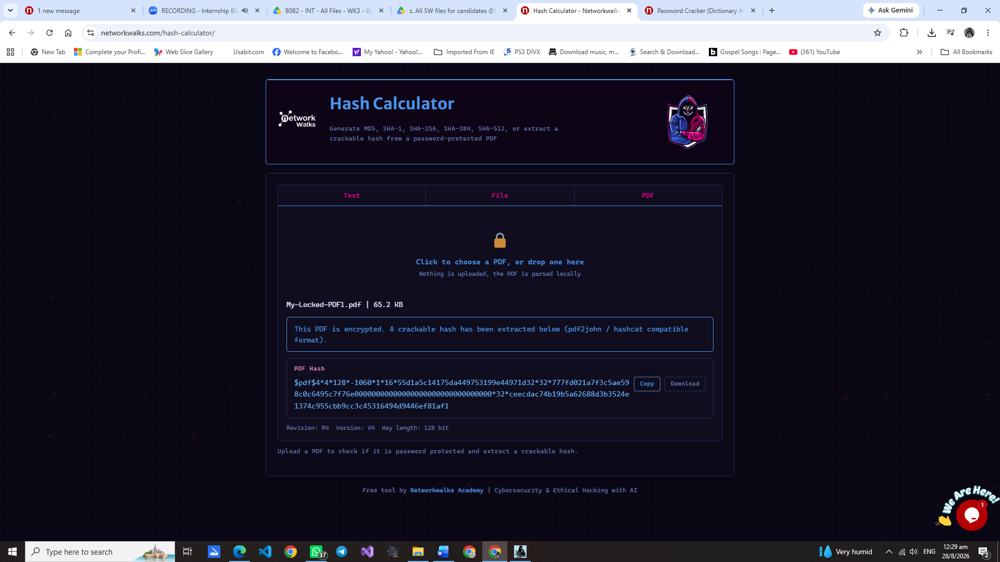 1 new message
RECORDING - Internship B0
B082 - INT - All Files - WK3 - Go
z. All SW files for candidates @
Hash Calculator - Networkwalks
Password Cracker (Dictionary A
Ask Gemini
networkwalks.com/hash-calculator/
New Tab
Complete your Profi...
Web Slice Gallery
Usabit.com
Welcome to Facebo...
My Yahoo! - Yahoo!...
Imported From IE
PS3 DIVX
Download music, m...
Search & Download...
Gospel Songs : Page...
(361) YouTube
All Bookmarks
network
Walks
Hash Calculator
Generate MD5, SHA-1, SHA-256, SHA-384, SHA-512, or extract a
crackable hash from a password-protected PDF
Text
File
PDF
Click to choose a PDF, or drop one here
Nothing is uploaded, the PDF is parsed locally
My-Locked-PDF1.pdf | 65.2 KB
This PDF is encrypted. A crackable hash has been extracted below (pdf2john / hashcat compatible
format).
PDF Hash
$pdf$4*4*128*-1060*1*16*55d1a5c14175da449753199e44971d32*32*777fd021a7f3c5ae59
8c0c6495c7f76e00000000000000000000000000000000*32*ceecdac74b19b5a62688d3b3524e
1374c955cbb9cc3c45316494d9446ef81af1
Copy
Download
Revision: R4 Version: V4 Key length: 128 bit
Upload a PDF to check if it is password protected and extract a crackable hash.
Free tool by Networkwalks Academy | Cybersecurity & Ethical Hacking with AI
We Are Here!
1
Type here to search
37
Very humid
ENG
12:29 am
28/8/2026
2